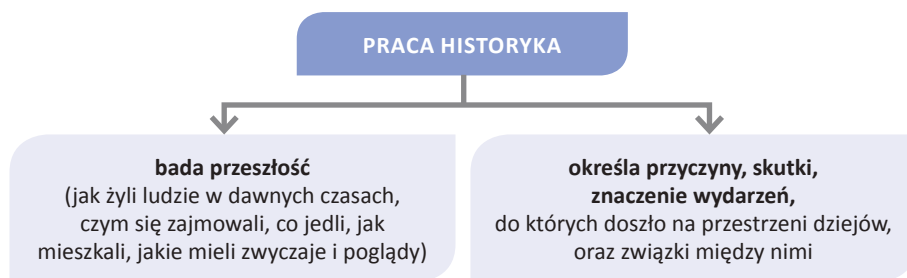 PRACA HISTORYKA
bada przeszłość
(jak żyli ludzie w dawnych czasach,
czym się zajmowali, co jedli, jak
mieszkali, jakie mieli zwyczaje i poglądy)
określa przyczyny, skutki,
znaczenie wydarzeń,
do których doszło na przestrzeni dziejów,
oraz związki między nimi